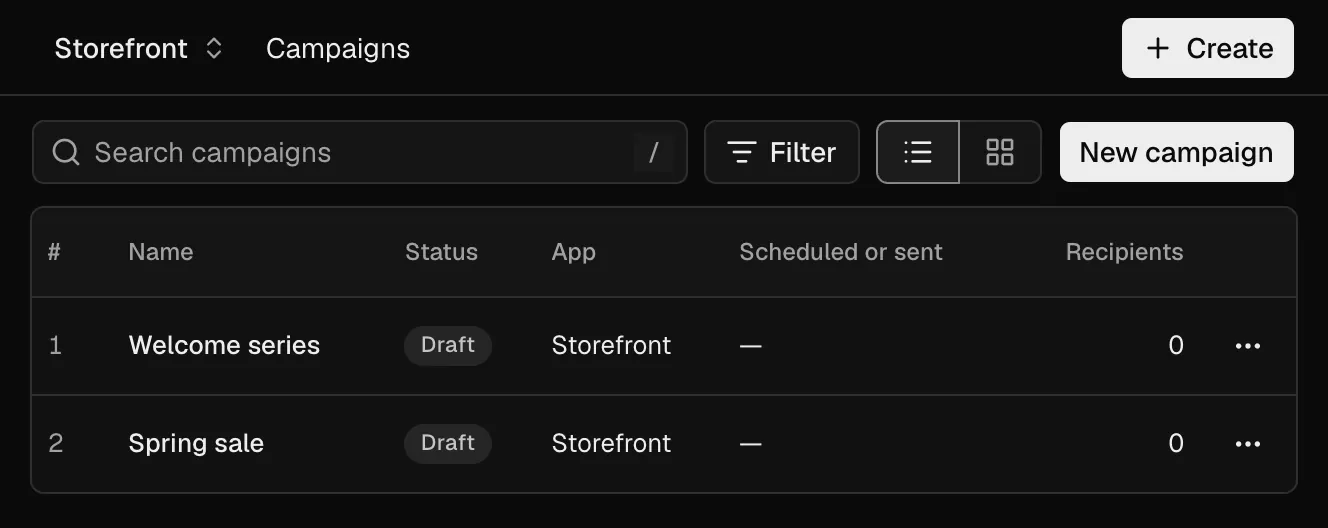 Storefront Campaigns + Create
Search campaigns / Filter New campaign
# Name Status App Scheduled or sent Recipients
1 Welcome series Draft Storefront — 0 ...
2 Spring sale Draft Storefront — 0 ...